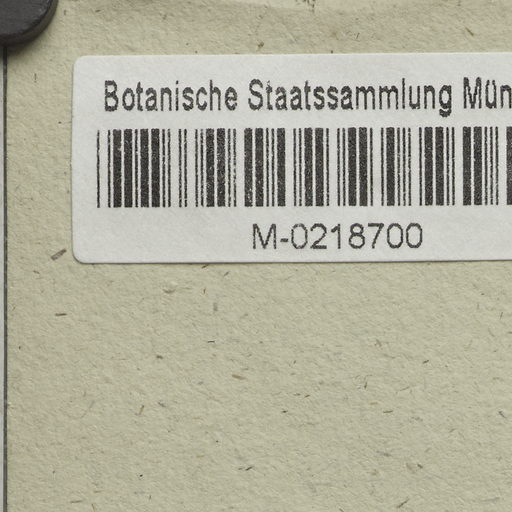 Botanische Staatssammlung Mün
M-0218700